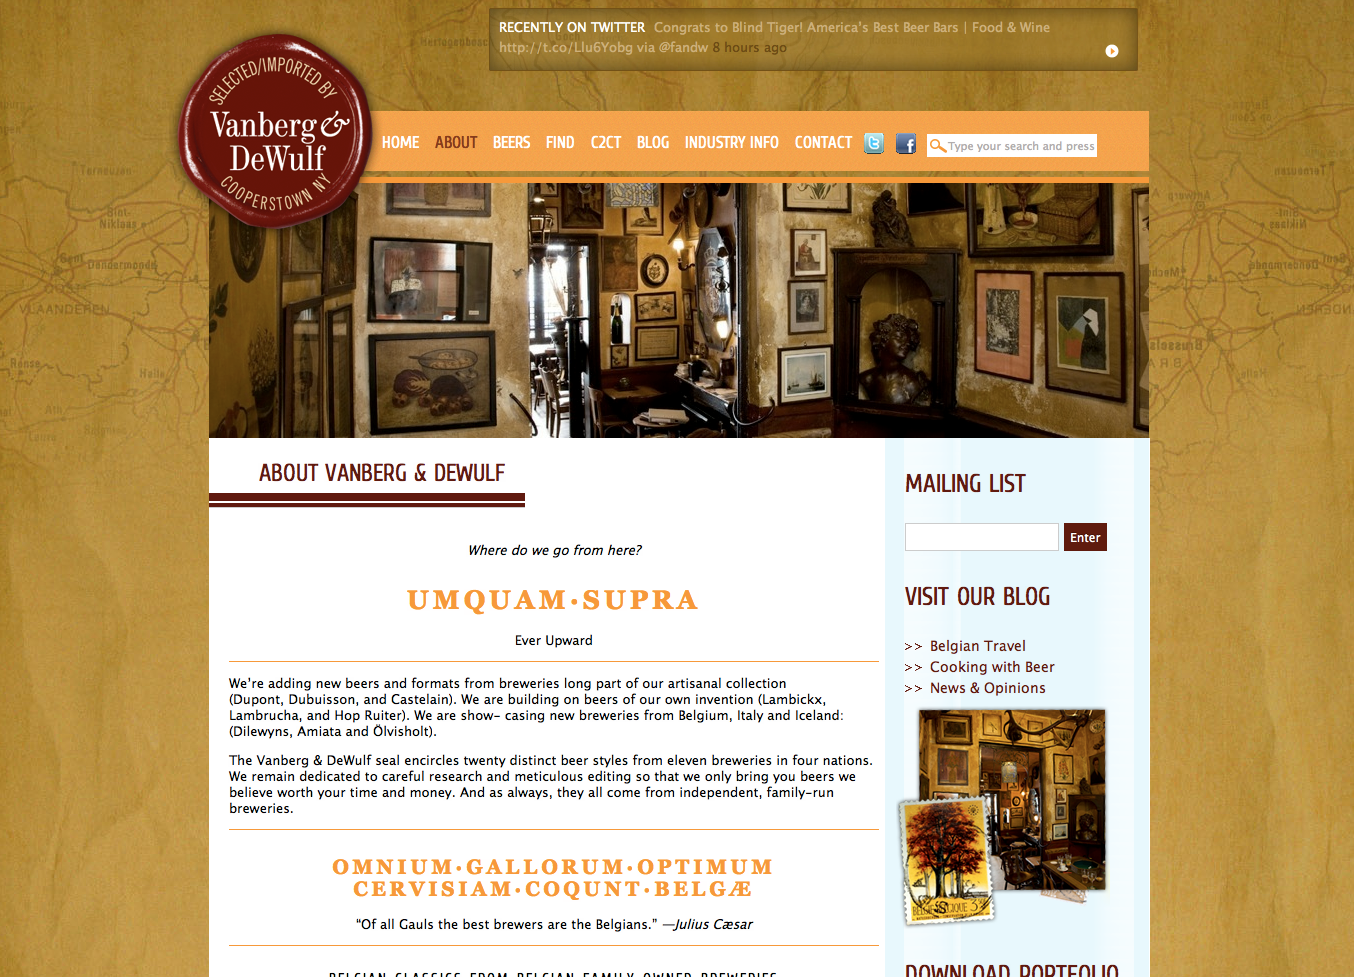 RECENTLY ON TWITTER Congrats to Blind Tiger! America's Best Beer Bars | Food & Wine
http://t.co/Llu6Yobg via @fandw 8 hours ago
SELECTED/IMPORTED BY
Vanberg &
DeWulf
COOPERSTOWN NY
HOME ABOUT BEERS FIND C2CT BLOG INDUSTRY INFO CONTACT Type your search and press
ABOUT VANBERG & DEWULF
Where do we go from here?
UMQUAM·SUPRA
Ever Upward
We're adding new beers and formats from breweries long part of our artisanal collection
(Dupont, Dubuisson, and Castelain). We are building on beers of our own invention (Lambickx,
Lambrucha, and Hop Ruiter). We are show- casing new breweries from Belgium, Italy and Iceland:
(Dilewyns, Amiata and Ölvisholt).
The Vanberg & DeWulf seal encircles twenty distinct beer styles from eleven breweries in four nations.
We remain dedicated to careful research and meticulous editing so that we only bring you beers we
believe worth your time and money. And as always, they all come from independent, family-run
breweries.
OMNIUM·GALLORUM·OPTIMUM
CERVISIAM·COQUNT·BELGÆ
“Of all Gauls the best brewers are the Belgians.” —Julius Cæsar
BELGIAN CLASSICS FROM BELGIAN FAMILY OWNED BREWERIES
MAILING LIST
Enter
VISIT OUR BLOG
>> Belgian Travel
>> Cooking with Beer
>> News & Opinions
DOWNLOAD PORTFOLIO
VLAANDEREN
Dendermonde